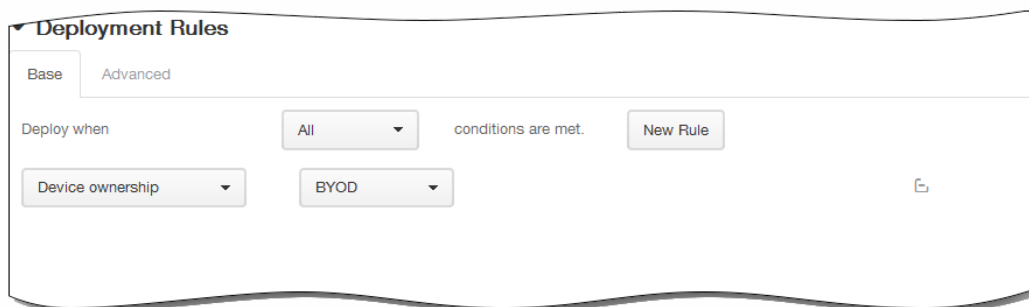 Deployment Rules
Base Advanced
Deploy when All conditions are met. New Rule
Device ownership BYOD